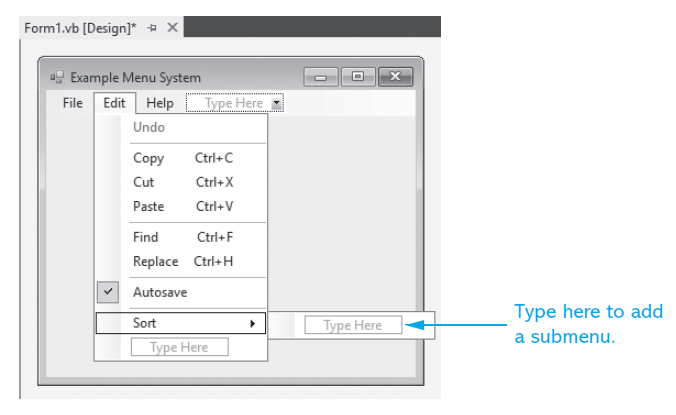 Form1.vb [Design]*
Example Menu System
File Edit Help Type Here
Undo
Copy Ctrl+C
Cut Ctrl+X
Paste Ctrl+V
Find Ctrl+F
Replace Ctrl+H
Autosave
Sort Type Here
Type Here
Type here to add
a submenu.